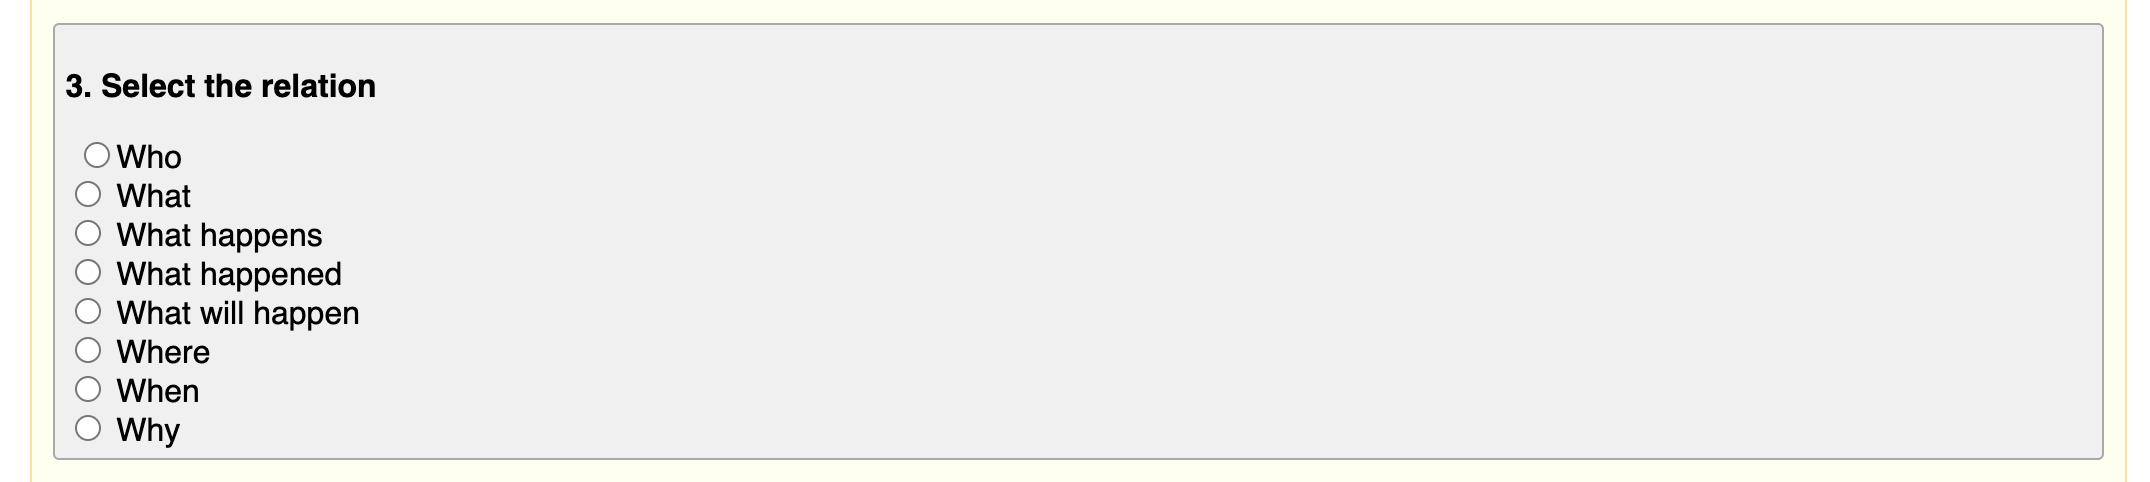 3. Select the relation
Who
What
What happens
What happened
What will happen
Where
When
Why